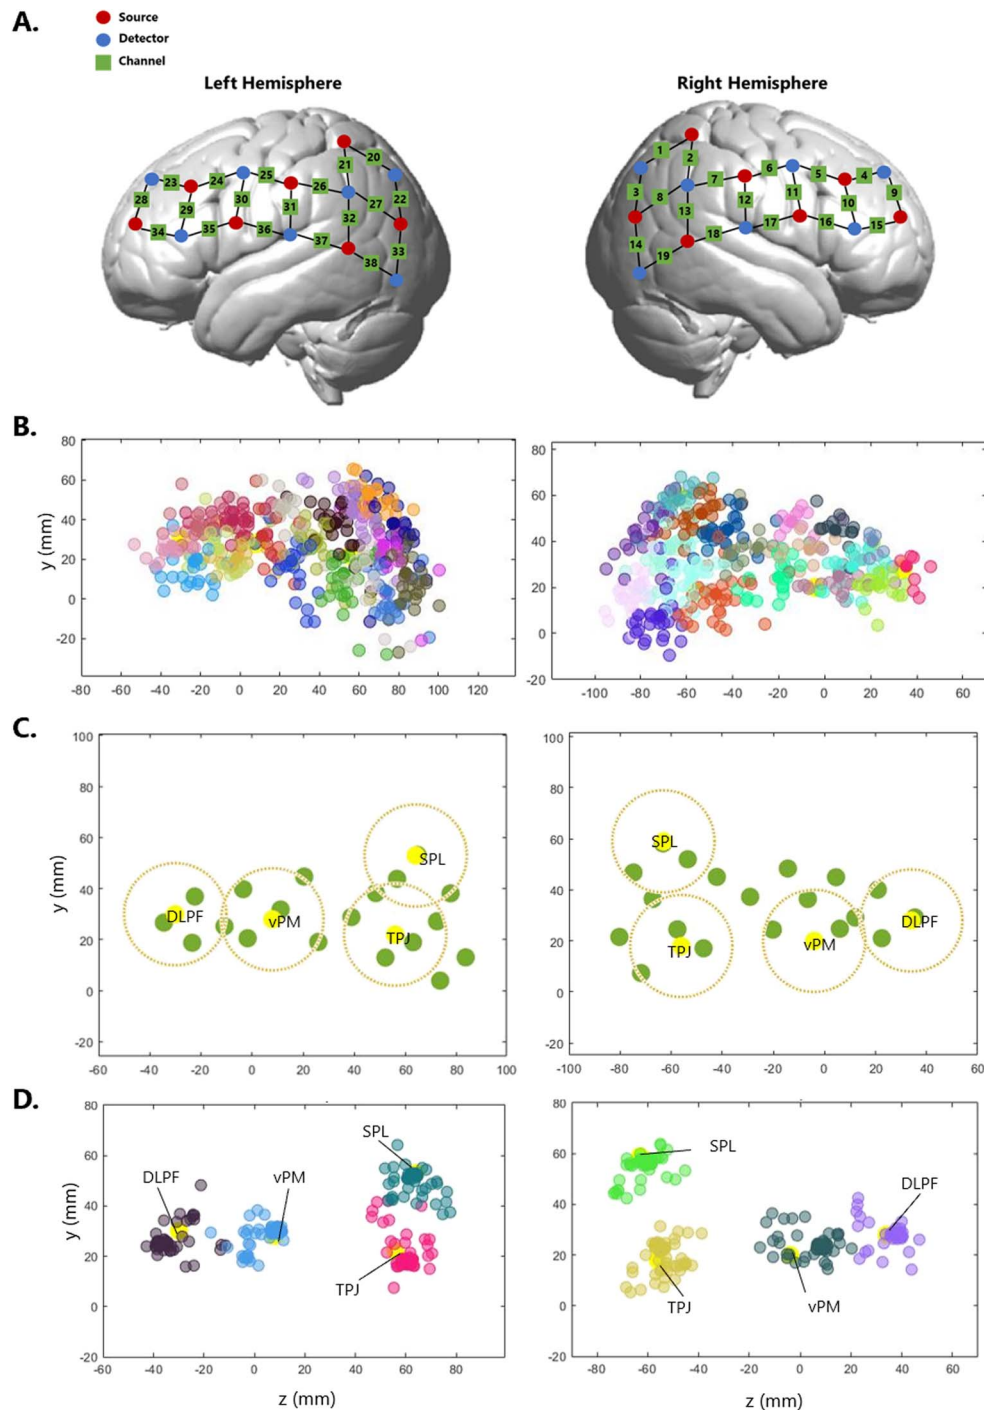 A.
Source
Detector
Channel
Left Hemisphere
Right Hemisphere
23 24 25 21 20
28 29 30 31 26 27 22
34 35 36 37 32 33
38
1 2
3 8 7 6 5 4
13 12 11 10 9
14 19 18 17 16 15
B.
y (mm)
80
60
40
20
0
-20
-80 -60 -40 -20 0 20 40 60 80 100 120
80
60
40
20
0
-20
-100 -80 -60 -40 -20 0 20 40 60
C.
y (mm)
100
80
60
40
20
0
-20
-60 -40 -20 0 20 40 60 80 100
DLPF
vPM
SPL
TPJ
100
80
60
40
20
0
-20
-100 -80 -60 -40 -20 0 20 40 60
SPL
TPJ
vPM
DLPF
D.
y (mm)
80
60
40
20
0
-20
-60 -40 -20 0 20 40 60 80
DLPF
vPM
SPL
TPJ
z (mm)
80
60
40
20
0
-20
-80 -60 -40 -20 0 20 40 60
SPL
TPJ
vPM
DLPF
z (mm)